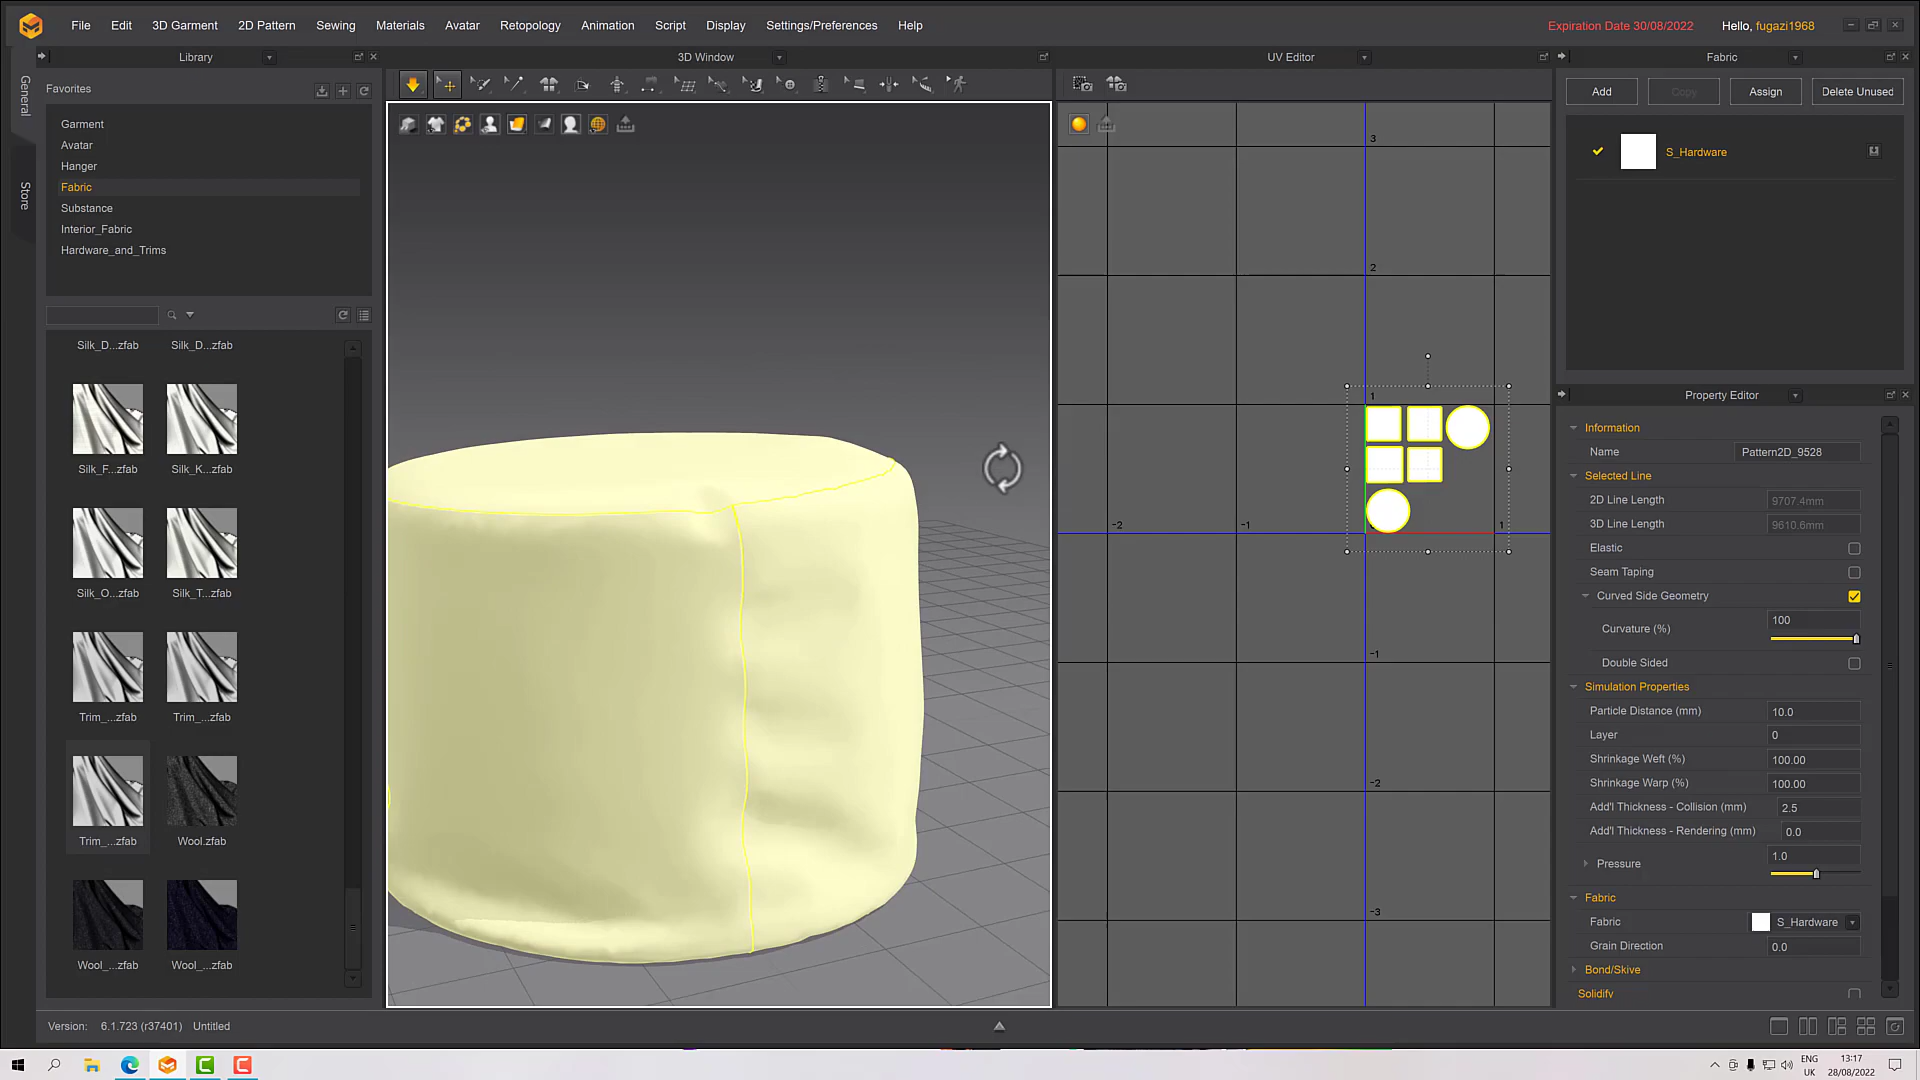 File Edit 3D Garment 2D Pattern Sewing Materials Avatar Retopology Animation Script Display Settings/Preferences Help
Expiration Date 30/08/2022 Hello, fugazi1968
Library
3D Window
UV Editor
Fabric
General
Store
Favorites
Garment
Avatar
Hanger
Fabric
Substance
Interior_Fabric
Hardware_and_Trims
Silk_D...zfab Silk_D...zfab
Silk_F...zfab Silk_K...zfab
Silk_O...zfab Silk_T...zfab
Trim_...zfab Trim_...zfab
Trim_...zfab Wool.zfab
Wool_...zfab Wool_...zfab
3
2
1
-2 -1 1
-1
-2
-3
Add Copy Assign Delete Unused
S_Hardware
Property Editor
Information
Name Pattern2D_9528
Selected Line
2D Line Length 9707.4mm
3D Line Length 9610.6mm
Elastic
Seam Taping
Curved Side Geometry
Curvature (%) 100
Double Sided
Simulation Properties
Particle Distance (mm) 10.0
Layer 0
Shrinkage Weft (%) 100.00
Shrinkage Warp (%) 100.00
Add'l Thickness - Collision (mm) 2.5
Add'l Thickness - Rendering (mm) 0.0
Pressure 1.0
Fabric
Fabric S_Hardware
Grain Direction 0.0
Bond/Skive
Solidify
Version: 6.1.723 (r37401) Untitled
ENG
UK
13:17
28/08/2022